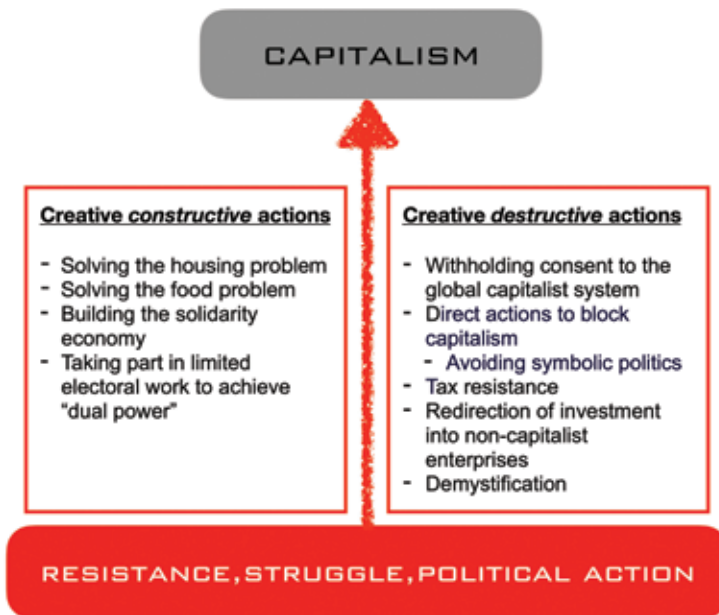 CAPITALISM
Creative constructive actions
- Solving the housing problem
- Solving the food problem
- Building the solidarity
economy
- Taking part in limited
electoral work to achieve
“dual power”
Creative destructive actions
- Withholding consent to the
global capitalist system
- Direct actions to block
capitalism
- Avoiding symbolic politics
- Tax resistance
- Redirection of investment
into non-capitalist
enterprises
- Demystification
RESISTANCE,STRUGGLE,POLITICAL ACTION